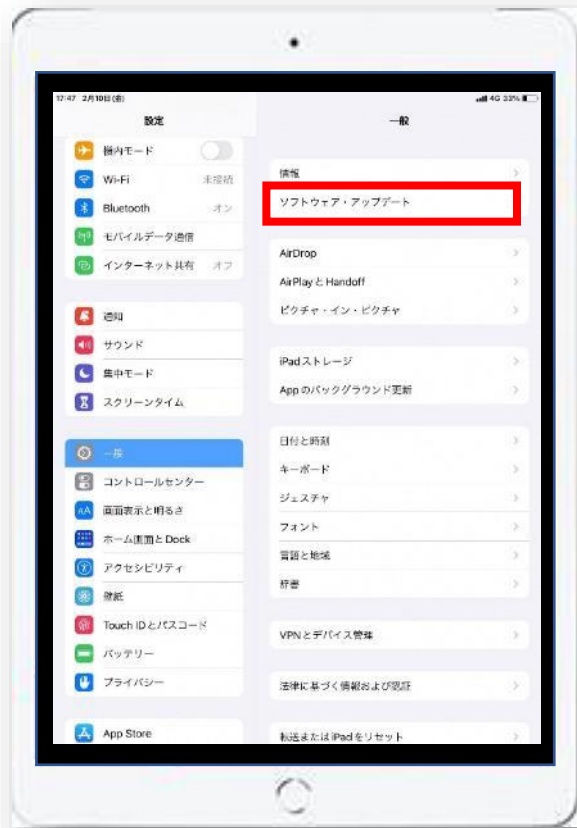 17:47 2月10日(金)
4G 33%
設定
機内モード
Wi-Fi 未接続
Bluetooth オン
モバイルデータ通信
インターネット共有 オフ
通知
サウンド
集中モード
スクリーンタイム
一般
コントロールセンター
AA 画面表示と明るさ
ホーム画面とDock
アクセシビリティ
壁紙
Touch IDとパスコード
バッテリー
プライバシー
App Store
一般
情報
ソフトウェア・アップデート
AirDrop
AirPlayとHandoff
ピクチャ・イン・ピクチャ
iPadストレージ
Appのバックグラウンド更新
日付と時刻
キーボード
ジェスチャ
フォント
言語と地域
辞書
VPNとデバイス管理
法律に基づく情報および認証
転送またはiPadをリセット